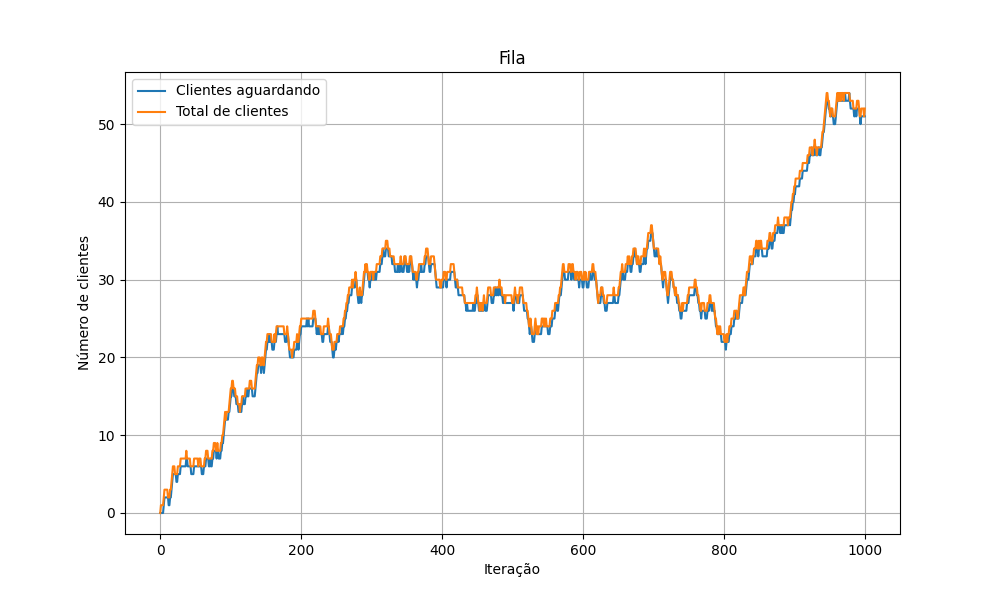 Fila
Clientes aguardando
Total de clientes
Número de clientes
50
40
30
20
10
0
0 200 400 600 800 1000
Iteração